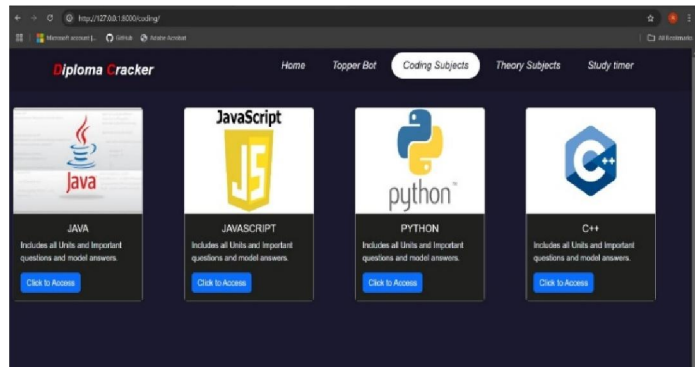 http://127.0.0.1:8000/coding/
Microsoft account |... GitHub Adobe Acrobat
All Bookmarks
Diploma Cracker
Home Topper Bot Coding Subjects Theory Subjects Study timer
Java
JavaScript
JS
python
C++
JAVA
Includes all Units and Important
questions and model answers.
Click to Access
JAVASCRIPT
Includes all Units and Important
questions and model answers.
Click to Access
PYTHON
Includes all Units and Important
questions and model answers.
Click to Access
C++
Includes all Units and Important
questions and model answers.
Click to Access